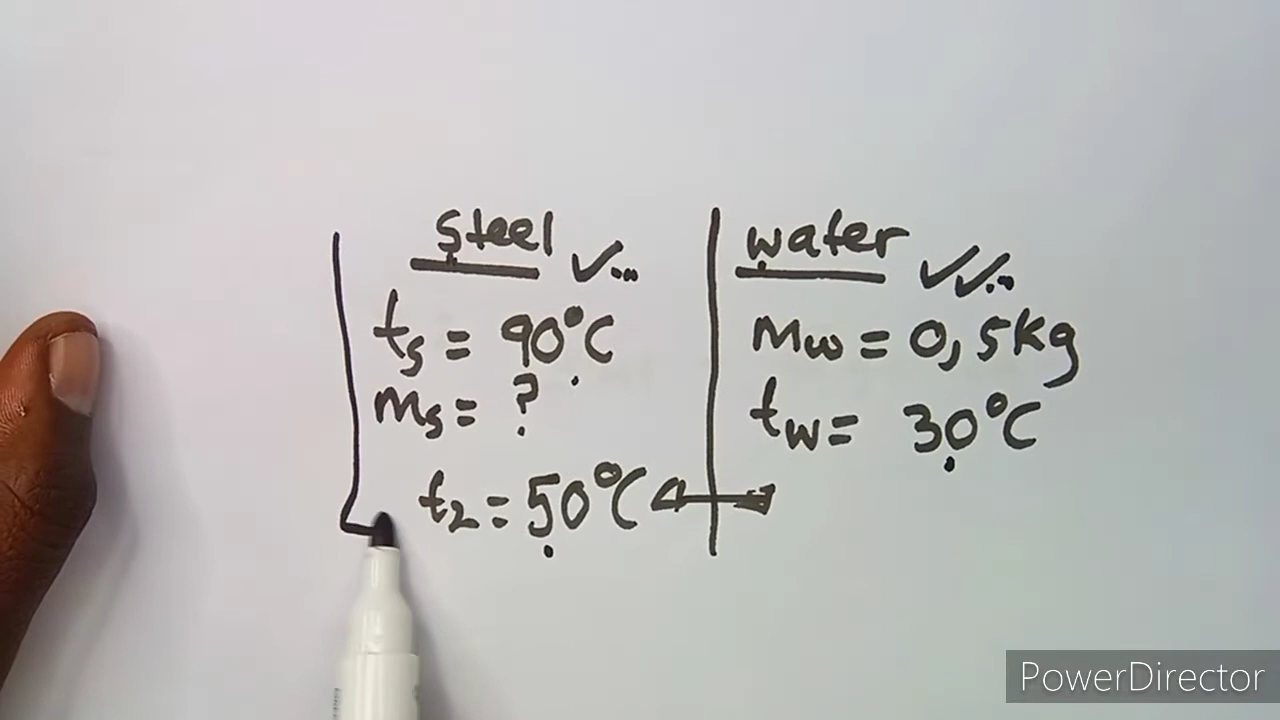 steel
ts = 90°C
ms = ?
t2 = 50°C
water
mw = 0,5kg
tw = 30°C
PowerDirector